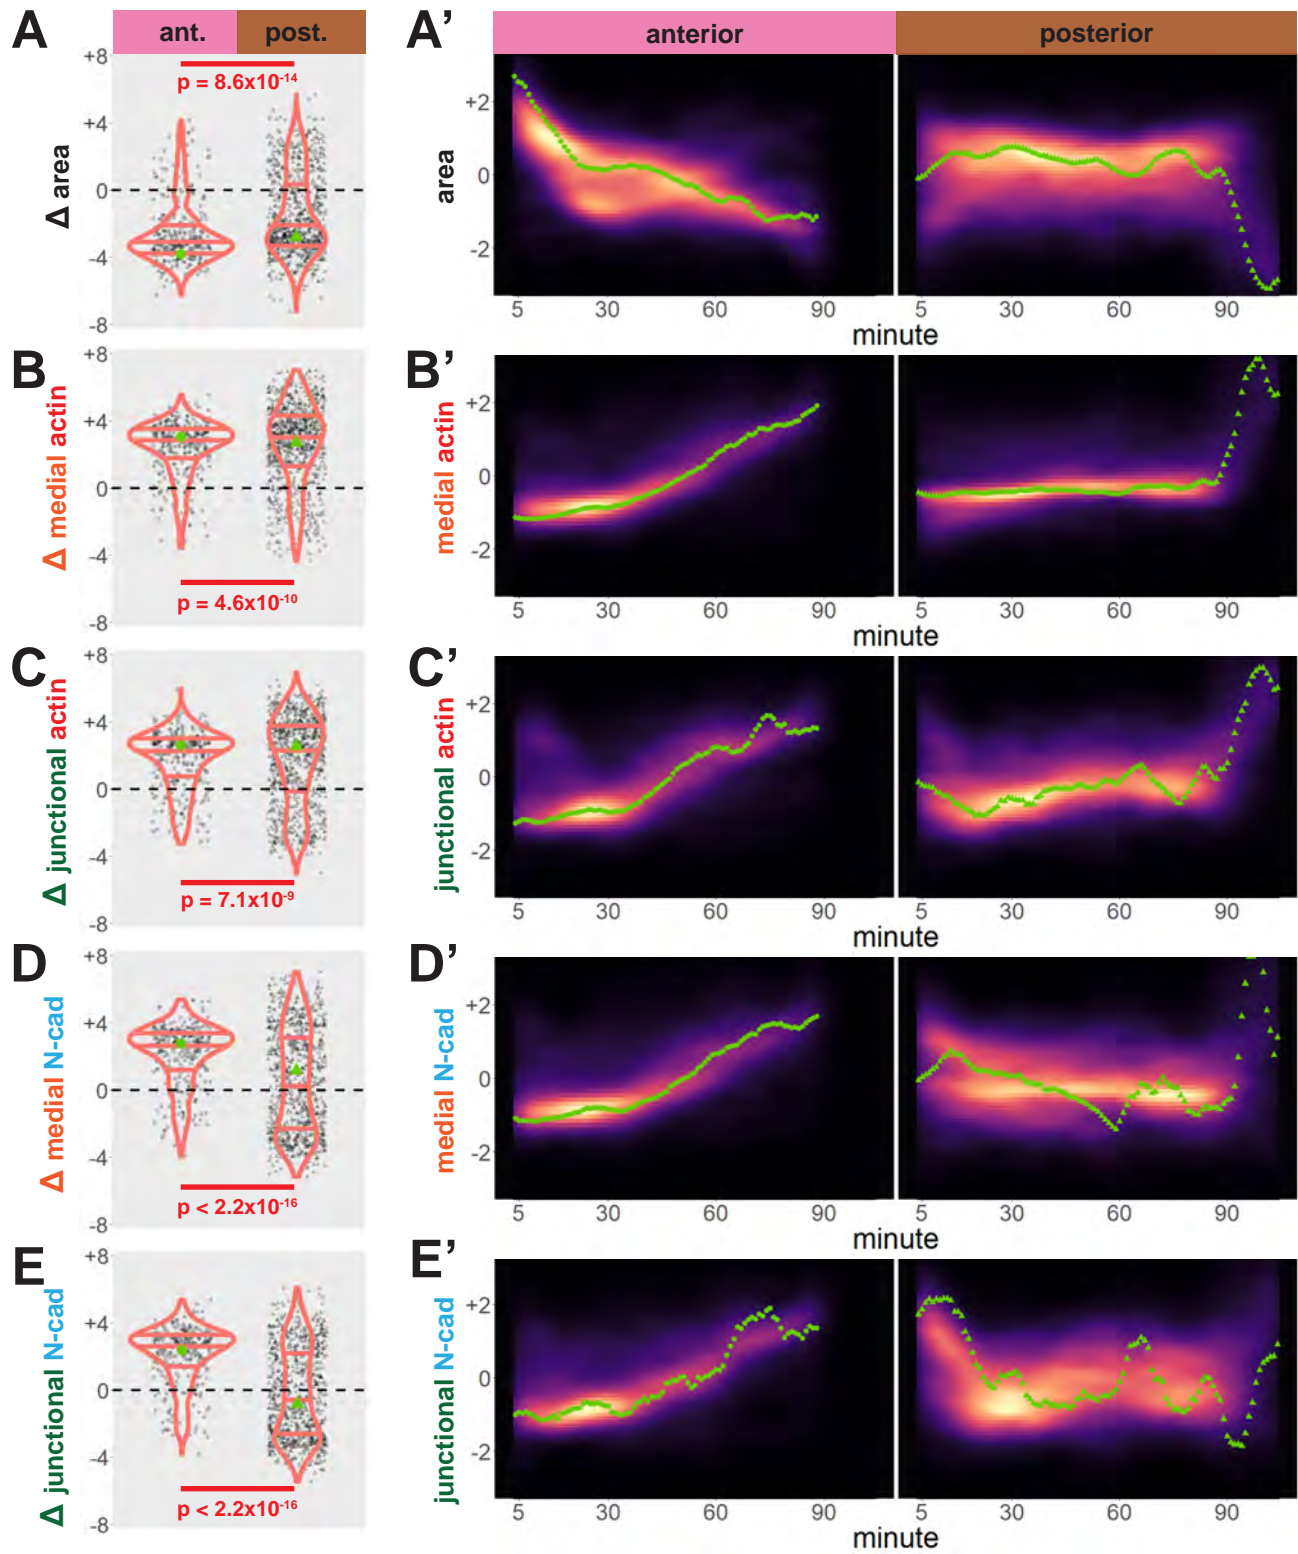 A
ant. post.
A’
anterior posterior
+8
p = 8.6x10-14
+4
0
-4
-8
Δ area
+2
0
-2
area
5 30 60 90 5 30 60 90
minute
B
B’
+8
+4
0
-4
p = 4.6x10-10
-8
Δ medial actin
+2
0
-2
medial actin
5 30 60 90 5 30 60 90
minute
C
C’
+8
+4
0
-4
p = 7.1x10-9
-8
Δ junctional actin
+2
0
-2
junctional actin
5 30 60 90 5 30 60 90
minute
D
D’
+8
+4
0
-4
p < 2.2x10-16
-8
Δ medial N-cad
+2
0
-2
medial N-cad
5 30 60 90 5 30 60 90
minute
E
E’
+8
+4
0
-4
p < 2.2x10-16
-8
Δ junctional N-cad
+2
0
-2
junctional N-cad
5 30 60 90 5 30 60 90
minute